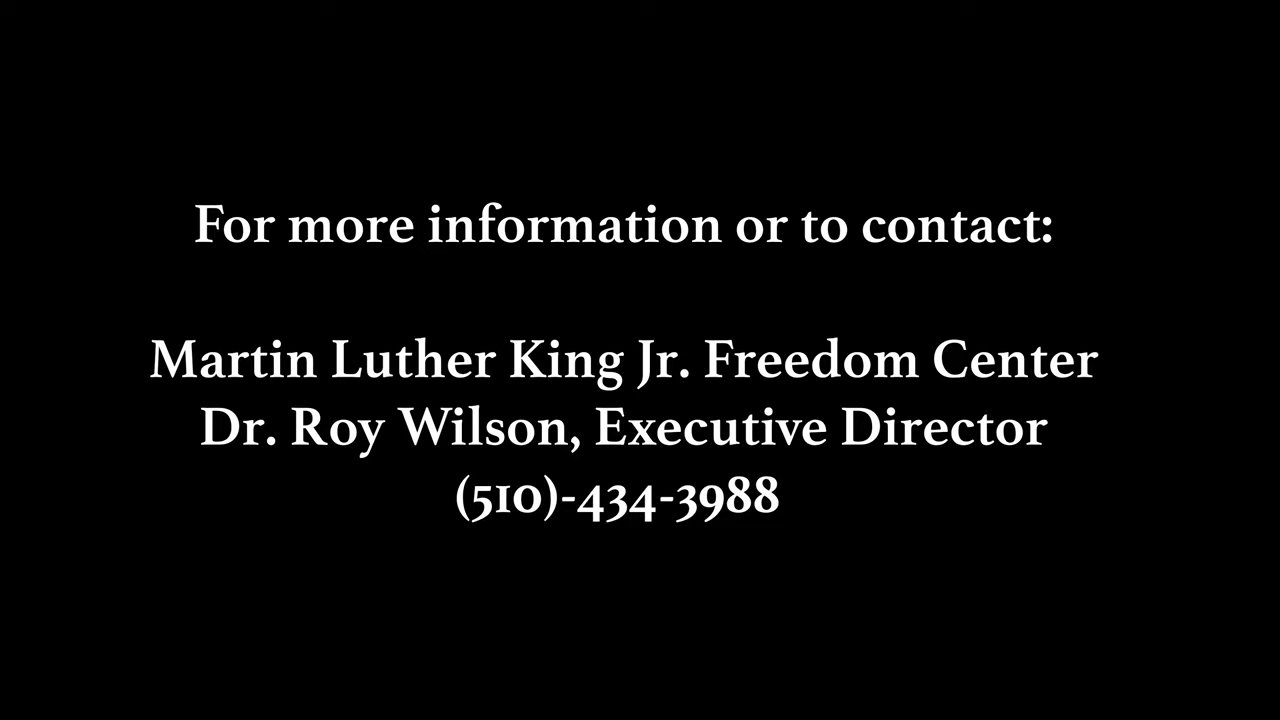 For more information or to contact:
Martin Luther King Jr. Freedom Center
Dr. Roy Wilson, Executive Director
(510)-434-3988